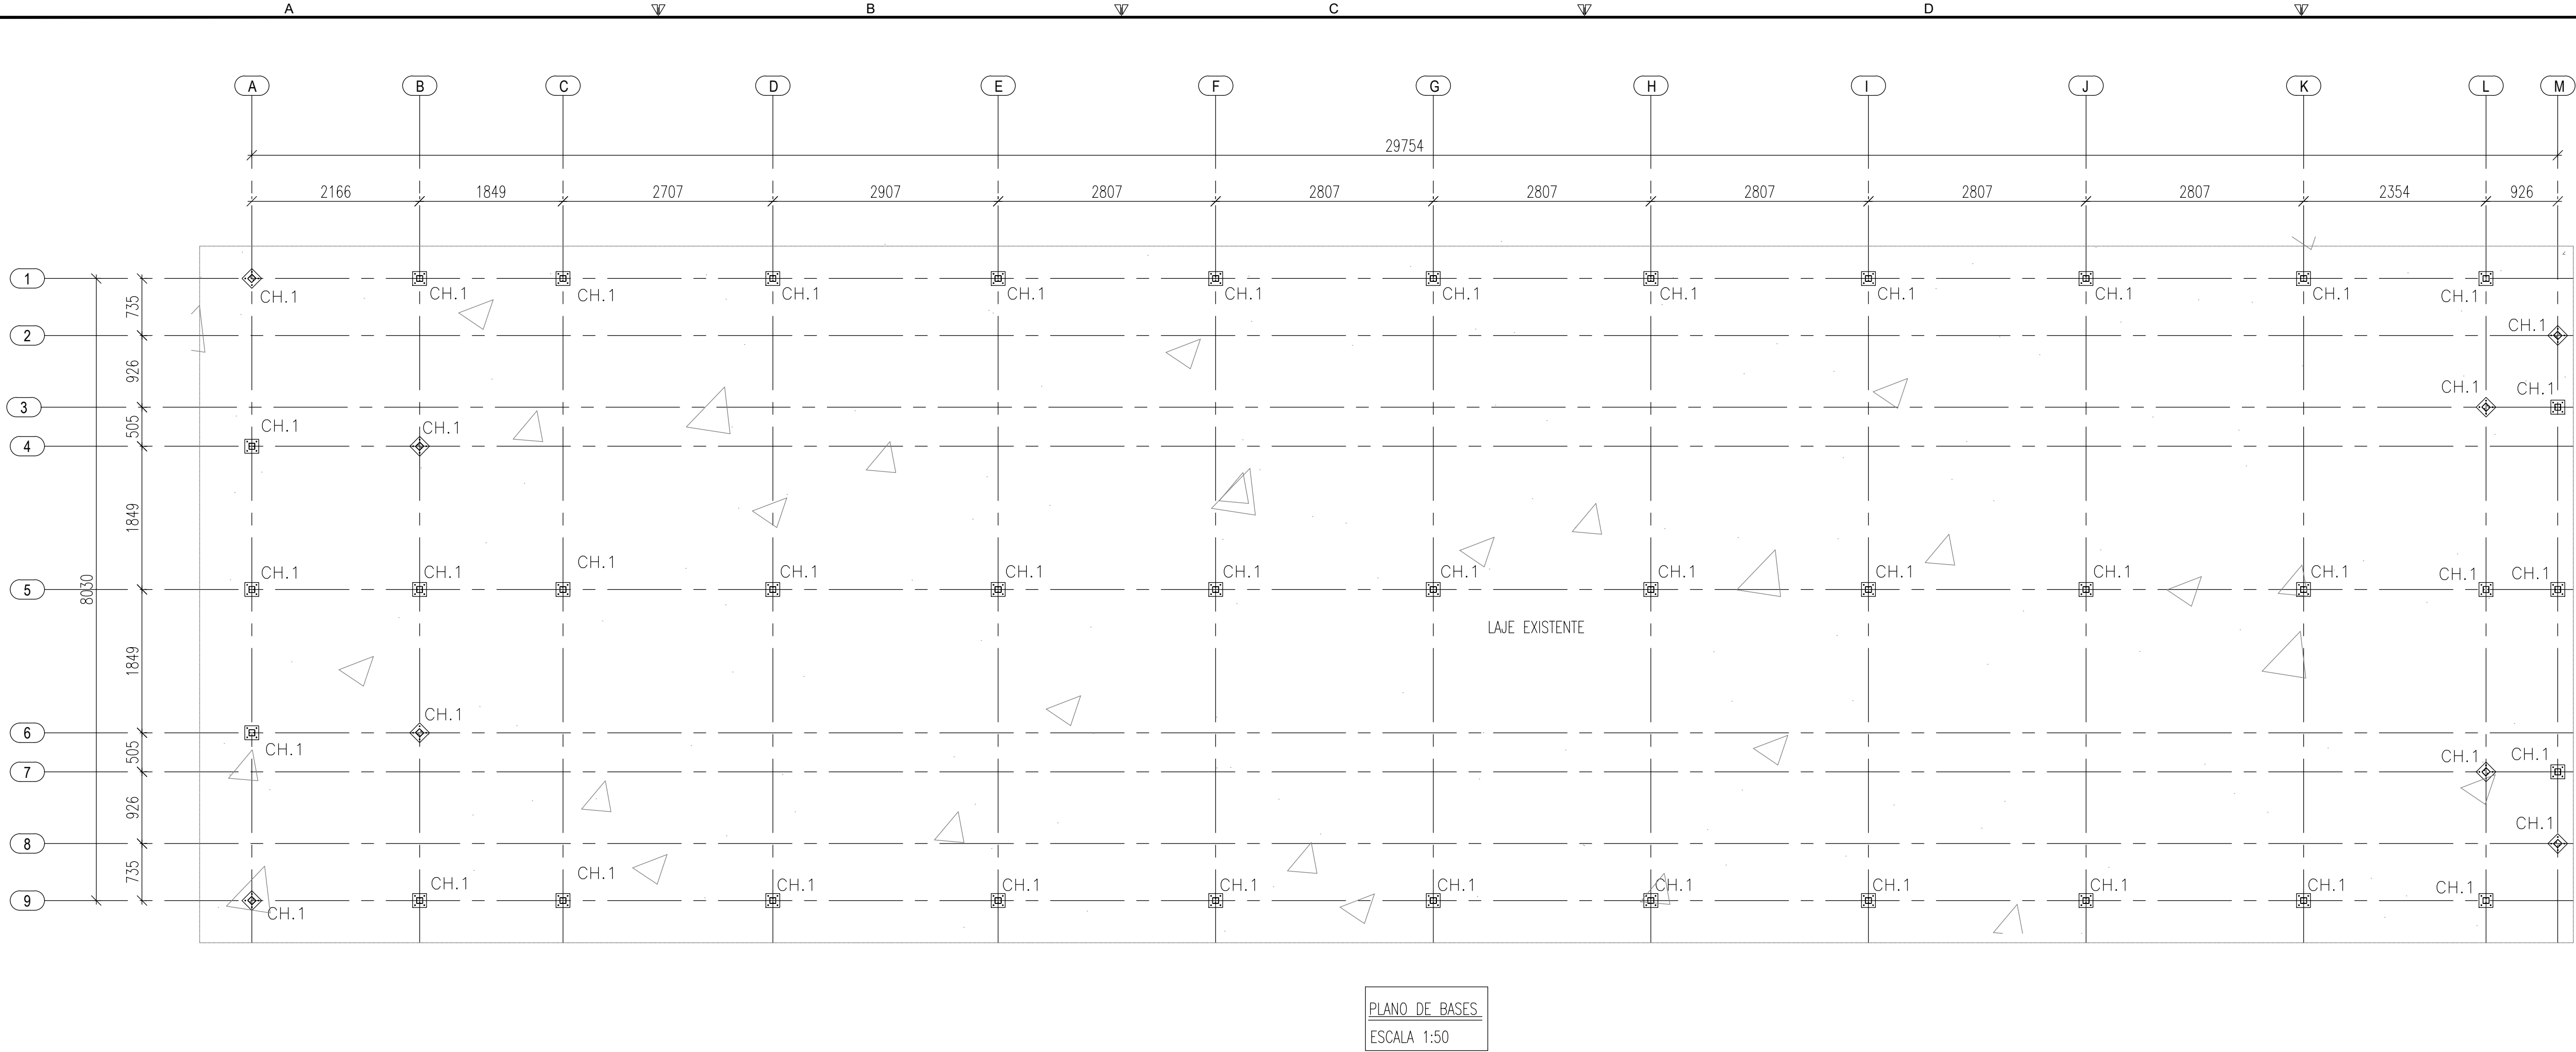 A B C D
A B C D E F G H I J K L M
29754
2166 1849 2707 2907 2807 2807 2807 2807 2807 2807 2354 926
1
CH.1 CH.1 CH.1 CH.1 CH.1 CH.1 CH.1 CH.1 CH.1 CH.1 CH.1 CH.1
735
2
CH.1
926
3
CH.1 CH.1
505
4
CH.1 CH.1
1849
5
CH.1 CH.1 CH.1 CH.1 CH.1 CH.1 CH.1 CH.1 CH.1 CH.1 CH.1 CH.1 CH.1
8030
LAJE EXISTENTE
1849
6
CH.1 CH.1
505
7
CH.1 CH.1
926
8
CH.1
735
9
CH.1 CH.1 CH.1 CH.1 CH.1 CH.1 CH.1 CH.1 CH.1 CH.1 CH.1 CH.1
PLANO DE BASES
ESCALA 1:50